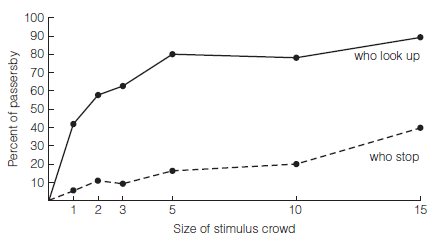 Percent of passersby
100
90
80
70
60
50
40
30
20
10
who look up
who stop
1 2 3 5 10 15
Size of stimulus crowd